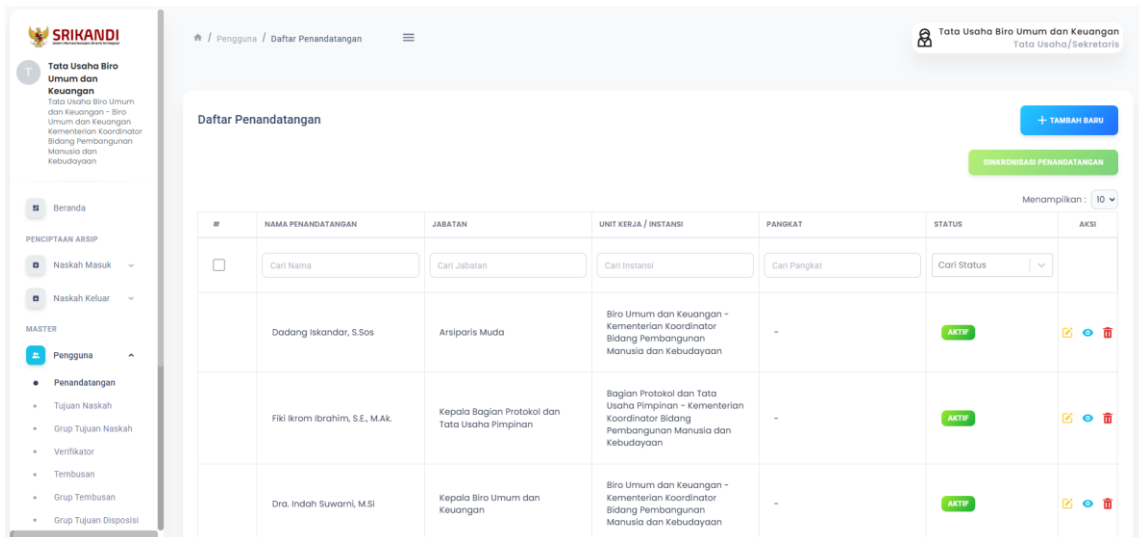 SRIKANDI
T
Tata Usaha Biro
Umum dan
Keuangan
Tata Usaha Biro Umum
dan Keuangan - Biro
Umum dan Keuangan
Kementerian Koordinator
Bidang Pembangunan
Manusia dan
Kebudayaan
Beranda
PENCIPTAAN ARSIP
Naskah Masuk
Naskah Keluar
MASTER
Pengguna
Penandatangan
Tujuan Naskah
Grup Tujuan Naskah
Verifikator
Tembusan
Grup Tembusan
Grup Tujuan Disposisi
/ Pengguna / Daftar Penandatangan
Tata Usaha Biro Umum dan Keuangan
Tata Usaha/Sekretaris
Daftar Penandatangan
+ TAMBAH BARU
SINKRONISASI PENANDATANGAN
Menampilkan : 10
# NAMA PENANDATANGAN JABATAN UNIT KERJA / INSTANSI PANGKAT STATUS AKSI
Cari Nama Cari Jabatan Cari Instansi Cari Pangkat Cari Status
Dadang Iskandar, S.Sos
Arsiparis Muda
Biro Umum dan Keuangan -
Kementerian Koordinator
Bidang Pembangunan
Manusia dan Kebudayaan
-
AKTIF
Fiki Ikrom Ibrahim, S.E., M.Ak.
Kepala Bagian Protokol dan
Tata Usaha Pimpinan
Bagian Protokol dan Tata
Usaha Pimpinan - Kementerian
Koordinator Bidang
Pembangunan Manusia dan
Kebudayaan
-
AKTIF
Dra. Indah Suwarni, M.Si
Kepala Biro Umum dan
Keuangan
Biro Umum dan Keuangan -
Kementerian Koordinator
Bidang Pembangunan
Manusia dan Kebudayaan
-
AKTIF